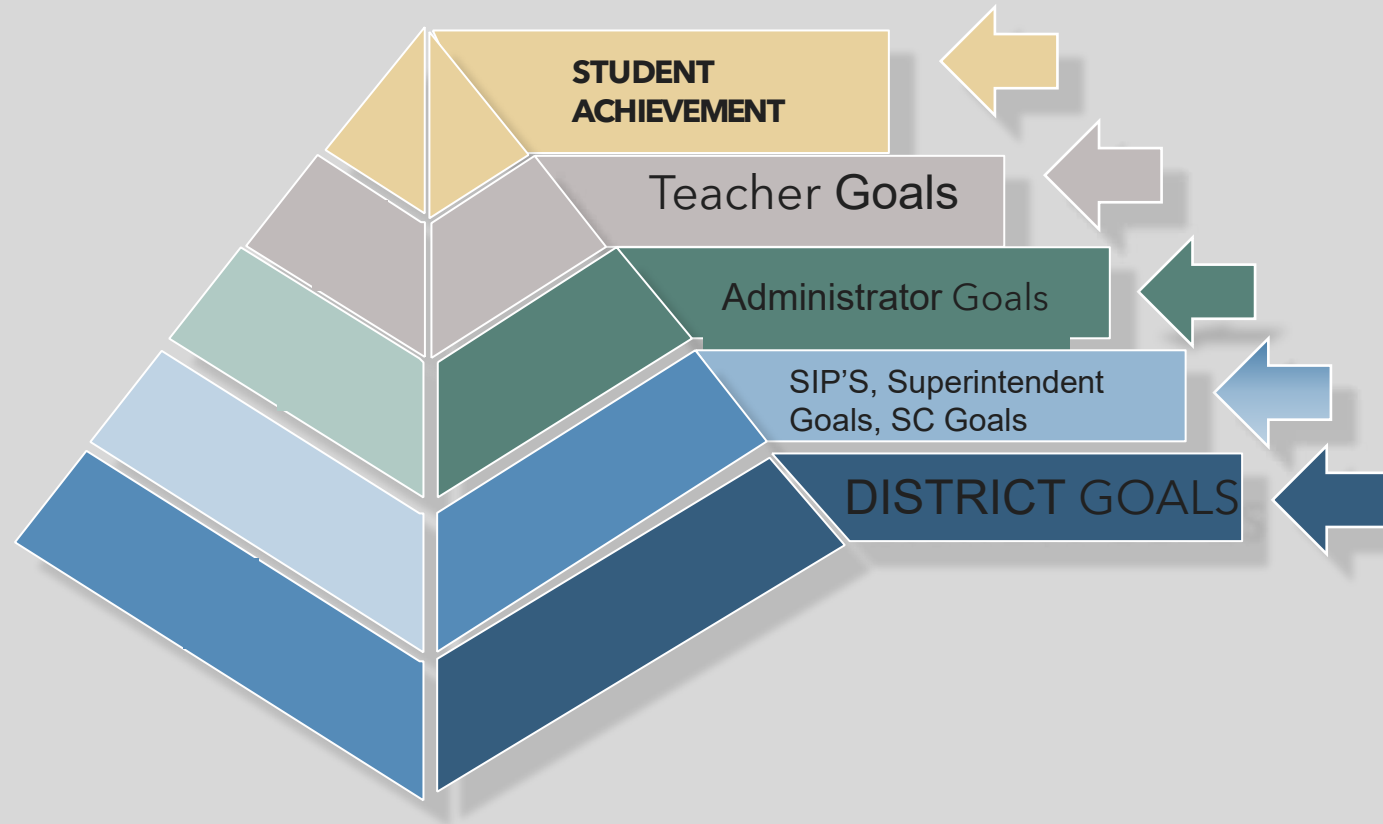 STUDENT
ACHIEVEMENT
Teacher Goals
Administrator Goals
SIP’S, Superintendent
Goals, SC Goals
DISTRICT GOALS